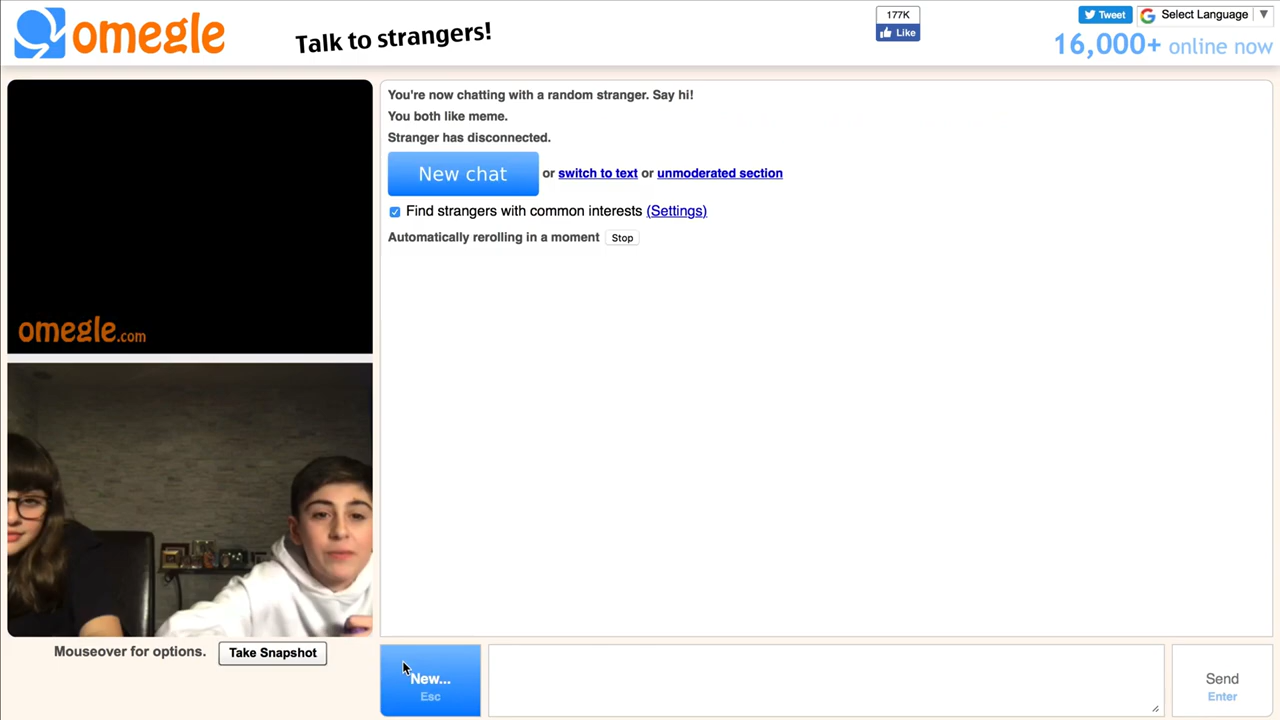 omegle
Talk to strangers!
177K
Like
Tweet
Select Language ▼
16,000+ online now
You're now chatting with a random stranger. Say hi!
You both like meme.
Stranger has disconnected.
New chat or switch to text or unmoderated section
Find strangers with common interests (Settings)
Automatically rerolling in a moment Stop
omegle.com
Mouseover for options. Take Snapshot
New...
Esc
Send
Enter